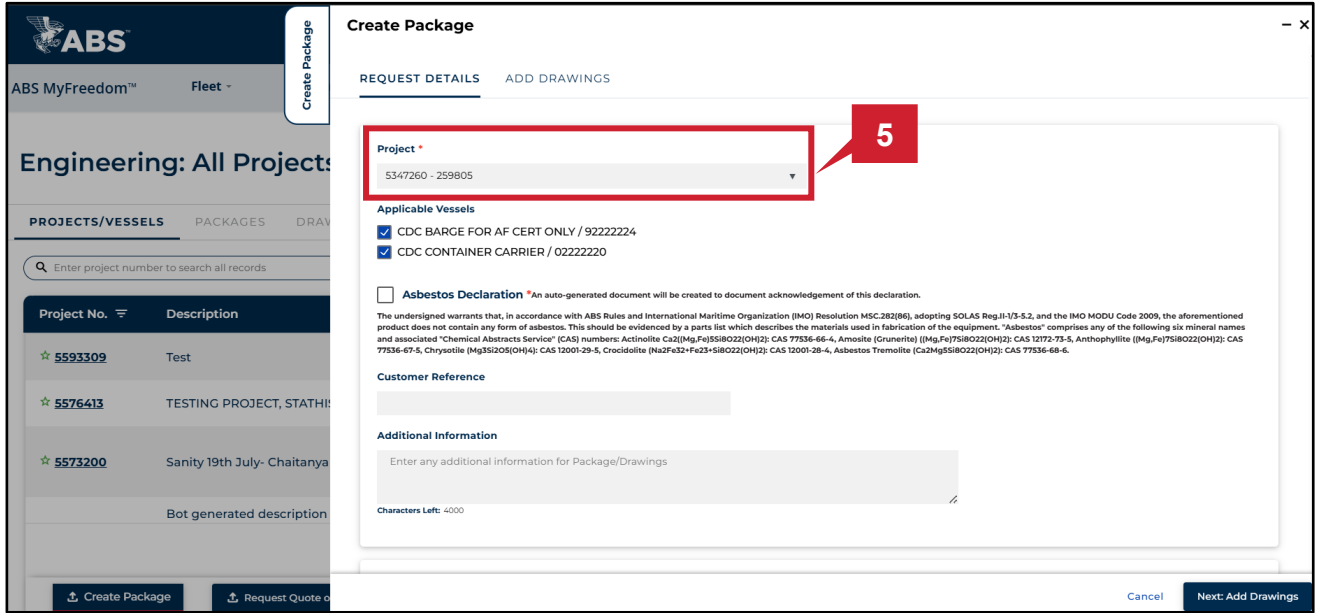 ABS™
ABS MyFreedom™
Fleet
Engineering: All Projects
PROJECTS/VESSELS
PACKAGES
DRAW
Enter project number to search all records
Project No.
Description
5593309
Test
5576413
TESTING PROJECT, STATHIS
5573200
Sanity 19th July- Chaitanya
Bot generated description
Create Package
Request Quote o
Create Package
Create Package
REQUEST DETAILS
ADD DRAWINGS
5
Project *
5347260 - 259805
Applicable Vessels
CDC BARGE FOR AF CERT ONLY / 92222224
CDC CONTAINER CARRIER / 02222220
Asbestos Declaration *An auto-generated document will be created to document acknowledgement of this declaration.
The undersigned warrants that, in accordance with ABS Rules and International Maritime Organization (IMO) Resolution MSC.282(86), adopting SOLAS Reg.II-1/3-5.2, and the IMO MODU Code 2009, the aforementioned
product does not contain any form of asbestos. This should be evidenced by a parts list which describes the materials used in fabrication of the equipment. "Asbestos" comprises any of the following six mineral names
and associated "Chemical Abstracts Service" (CAS) numbers: Actinolite Ca2((Mg,Fe)5Si8O22(OH)2): CAS 77536-66-4, Amosite (Grunerite) ((Mg,Fe)7Si8O22(OH)2): CAS 12172-73-5, Anthophyllite ((Mg,Fe)7Si8O22(OH)2): CAS
77536-67-5, Chrysotile (Mg3Si2O5(OH)4): CAS 12001-29-5, Crocidolite (Na2Fe32+Fe23+Si8O22(OH)2): CAS 12001-28-4, Asbestos Tremolite (Ca2Mg5Si8O22(OH)2): CAS 77536-68-6.
Customer Reference
Additional Information
Enter any additional information for Package/Drawings
Characters Left: 4000
Cancel
Next: Add Drawings